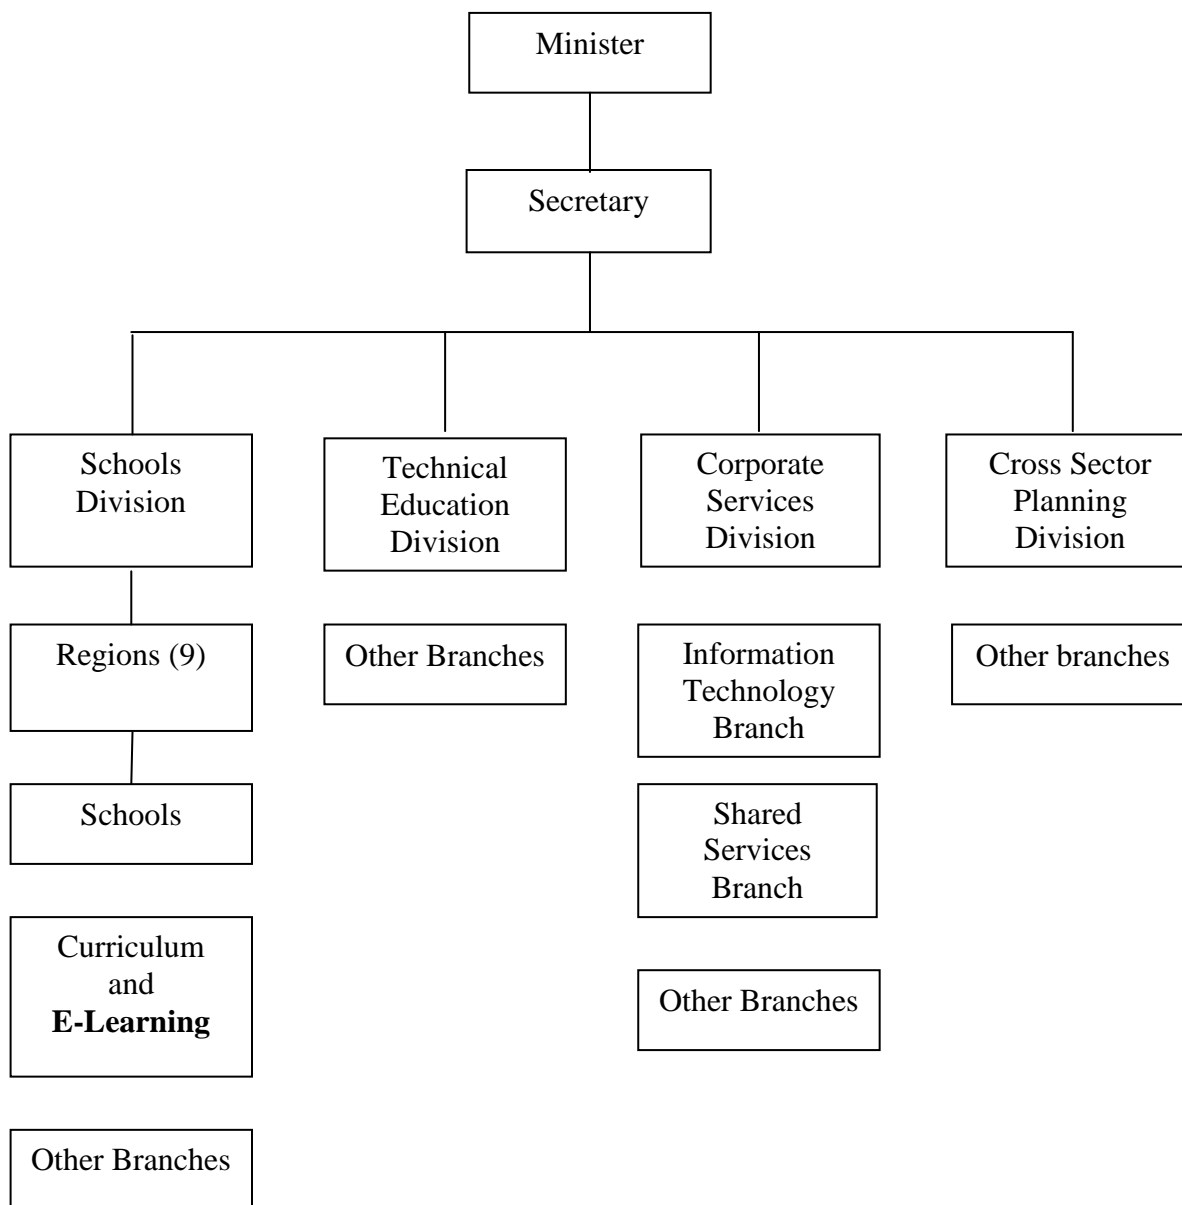 Minister
Secretary
Schools
Division
Technical
Education
Division
Corporate
Services
Division
Cross Sector
Planning
Division
Regions (9)
Other Branches
Information
Technology
Branch
Other branches
Schools
Shared
Services
Branch
Curriculum
and
E-Learning
Other Branches
Other Branches